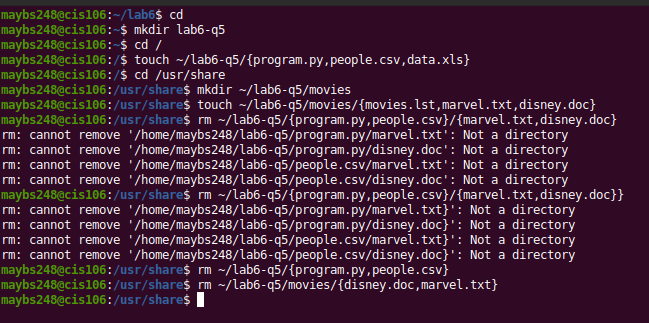 maybs248@cis106:~/lab6$ cd
maybs248@cis106:~$ mkdir lab6-q5
maybs248@cis106:~$ cd /
maybs248@cis106:/$ touch ~/lab6-q5/{program.py,people.csv,data.xls}
maybs248@cis106:/$ cd /usr/share
maybs248@cis106:/usr/share$ mkdir ~/lab6-q5/movies
maybs248@cis106:/usr/share$ touch ~/lab6-q5/movies/{movies.lst,marvel.txt,disney.doc}
maybs248@cis106:/usr/share$ rm ~/lab6-q5/{program.py,people.csv}/{marvel.txt,disney.doc}
rm: cannot remove '/home/maybs248/lab6-q5/program.py/marvel.txt': Not a directory
rm: cannot remove '/home/maybs248/lab6-q5/program.py/disney.doc': Not a directory
rm: cannot remove '/home/maybs248/lab6-q5/people.csv/marvel.txt': Not a directory
rm: cannot remove '/home/maybs248/lab6-q5/people.csv/disney.doc': Not a directory
maybs248@cis106:/usr/share$ rm ~/lab6-q5/{program.py,people.csv}/{marvel.txt,disney.doc}}
rm: cannot remove '/home/maybs248/lab6-q5/program.py/marvel.txt}': Not a directory
rm: cannot remove '/home/maybs248/lab6-q5/program.py/disney.doc}': Not a directory
rm: cannot remove '/home/maybs248/lab6-q5/people.csv/marvel.txt}': Not a directory
rm: cannot remove '/home/maybs248/lab6-q5/people.csv/disney.doc}': Not a directory
maybs248@cis106:/usr/share$ rm ~/lab6-q5/{program.py,people.csv}
maybs248@cis106:/usr/share$ rm ~/lab6-q5/movies/{disney.doc,marvel.txt}
maybs248@cis106:/usr/share$